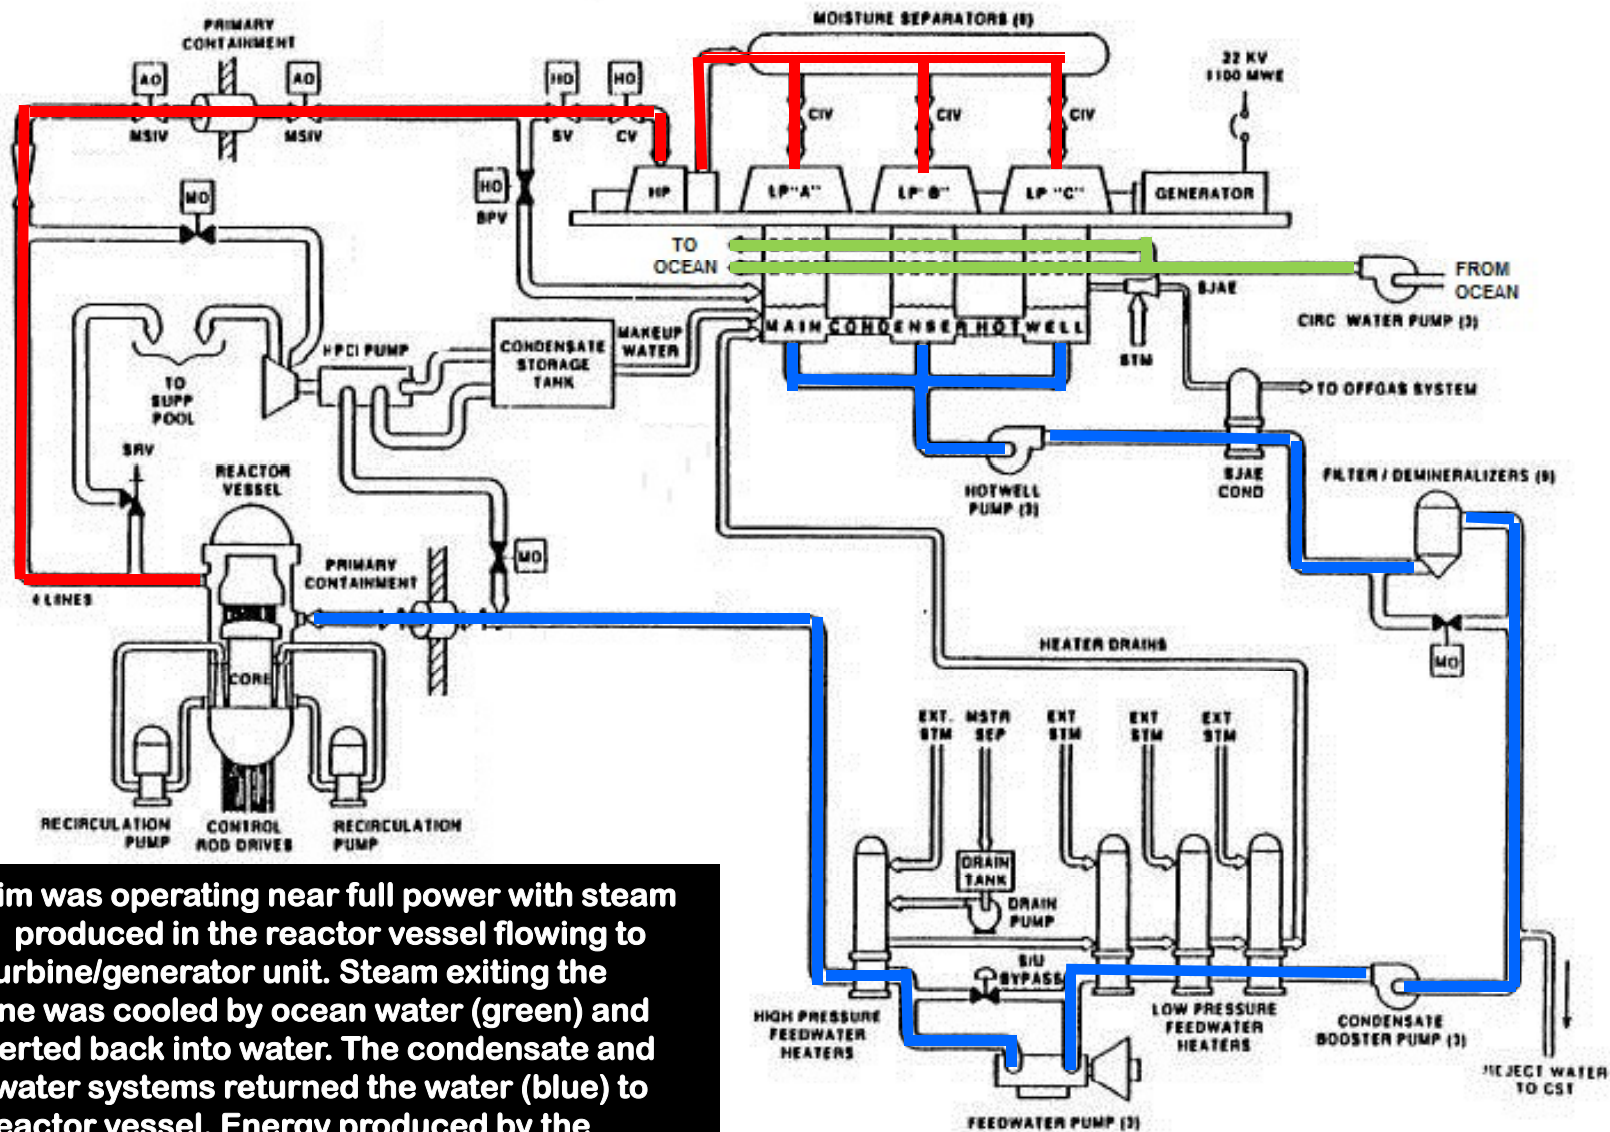 MOISTURE SEPARATORS (8)
PRIMARY
CONTAINMENT
AO
AO
HO
HO
22 KV
1100 MWE
MSIV
MSIV
SV
CV
CIV
CIV
CIV
MO
HO
BPV
HP
LP "A"
LP "B"
LP "C"
GENERATOR
TO
OCEAN
FROM
OCEAN
SJAE
CIRC WATER PUMP (3)
MAIN CONDENSER HOTWELL
STM
HPCI PUMP
CONDENSATE
STORAGE
TANK
MAKEUP
WATER
TO
SUPP
POOL
TO OFFGAS SYSTEM
SRV
REACTOR
VESSEL
HOTWELL
PUMP (3)
SJAE
COND
FILTER / DEMINERALIZERS (9)
MO
PRIMARY
CONTAINMENT
4 LINES
HEATER DRAINS
MO
CORE
EXT.
STM
MSTR
SEP
EXT
STM
EXT
STM
EXT
STM
RECIRCULATION
PUMP
CONTROL
ROD DRIVES
RECIRCULATION
PUMP
DRAIN
TANK
DRAIN
PUMP
S/U
BYPASS
HIGH PRESSURE
FEEDWATER
HEATERS
LOW PRESSURE
FEEDWATER
HEATERS
CONDENSATE
BOOSTER PUMP (3)
REJECT WATER
TO CST
FEEDWATER PUMP (3)
im was operating near full power with steam
produced in the reactor vessel flowing to
urbine/generator unit. Steam exiting the
ne was cooled by ocean water (green) and
erted back into water. The condensate and
water systems returned the water (blue) to
eactor vessel. Energy produced by the